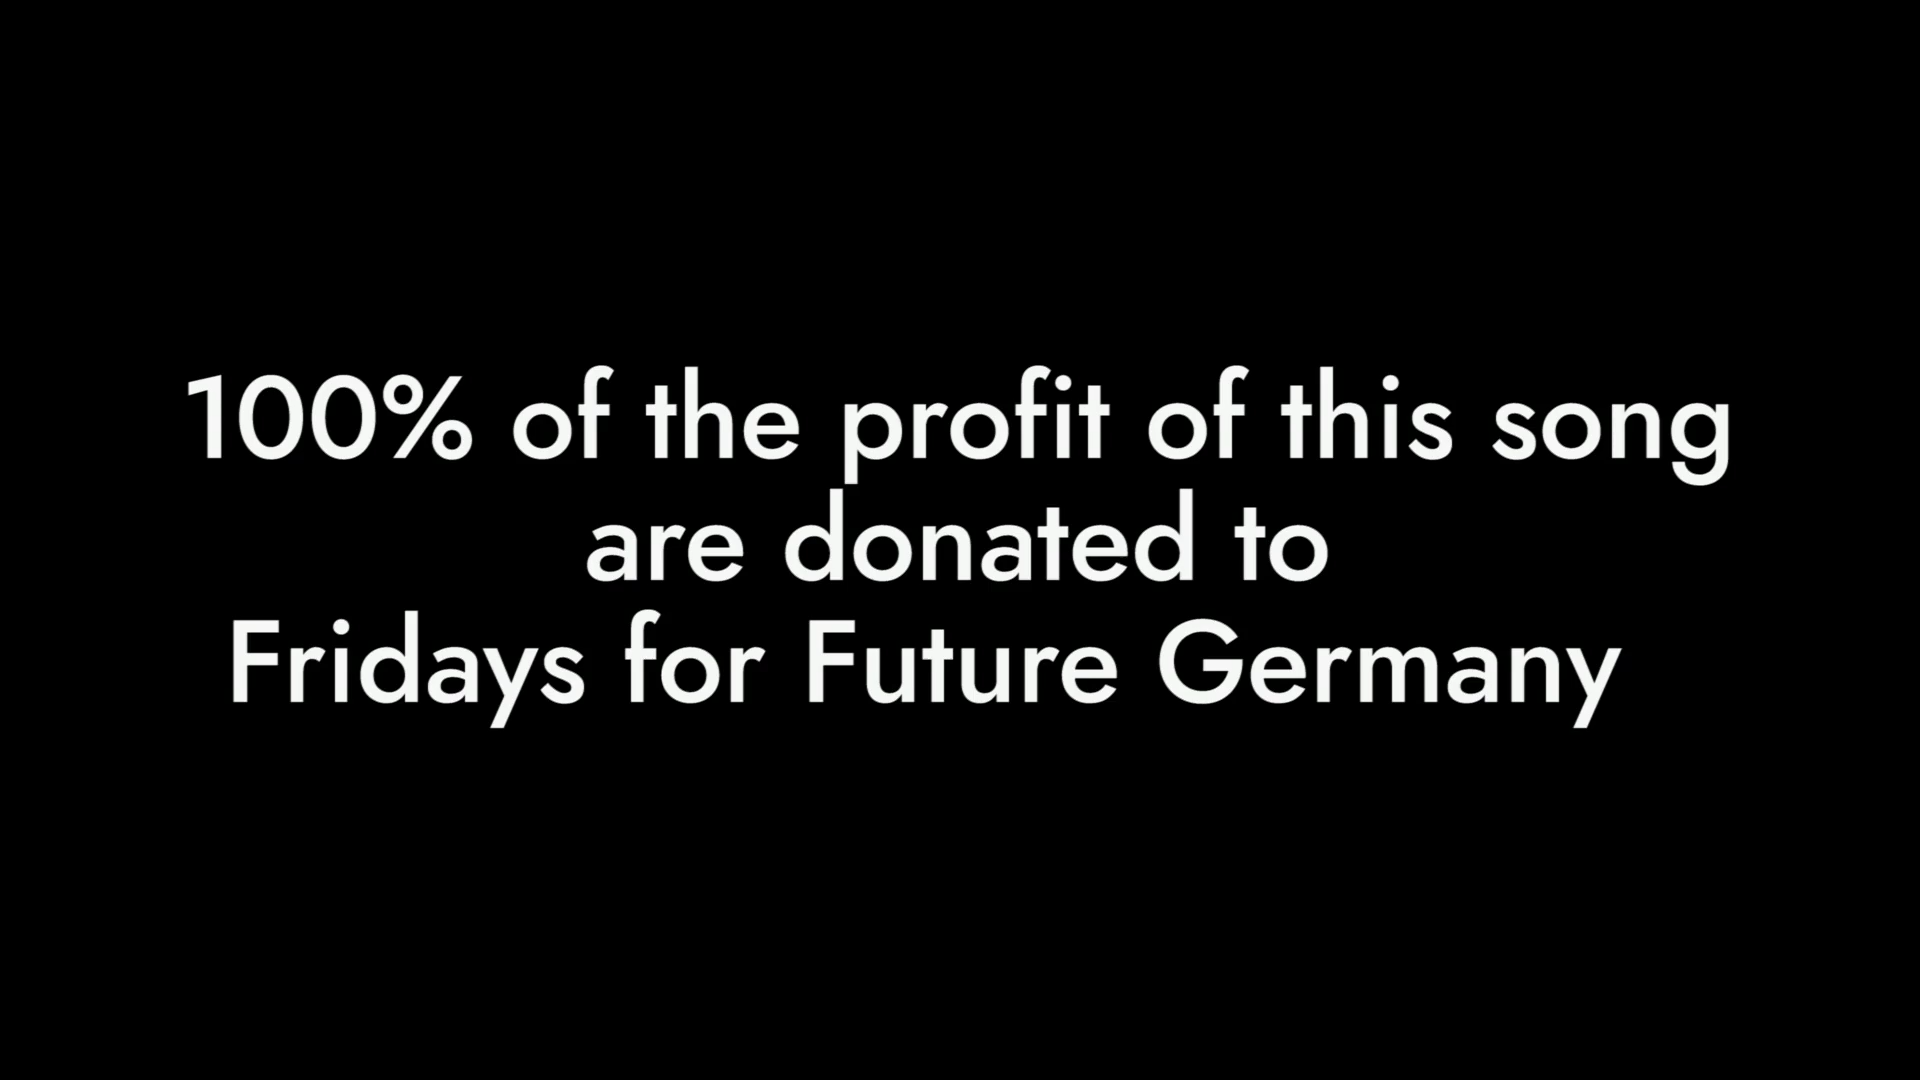 100% of the profit of this song
are donated to
Fridays for Future Germany